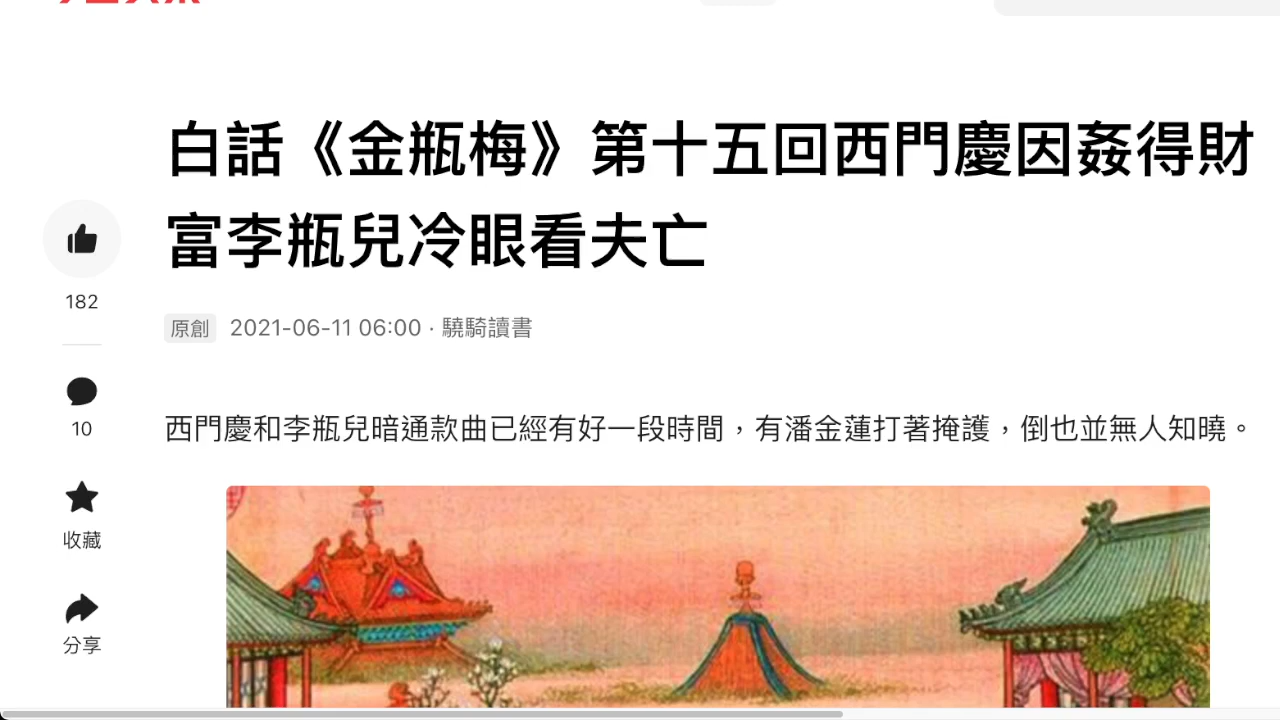 白話《金瓶梅》第十五回西門慶因姦得財
富李瓶兒冷眼看夫亡
182
原創 2021-06-11 06:00 · 驍騎讀書
10
西門慶和李瓶兒暗通款曲已經有好一段時間，有潘金蓮打著掩護，倒也並無人知曉。
收藏
分享